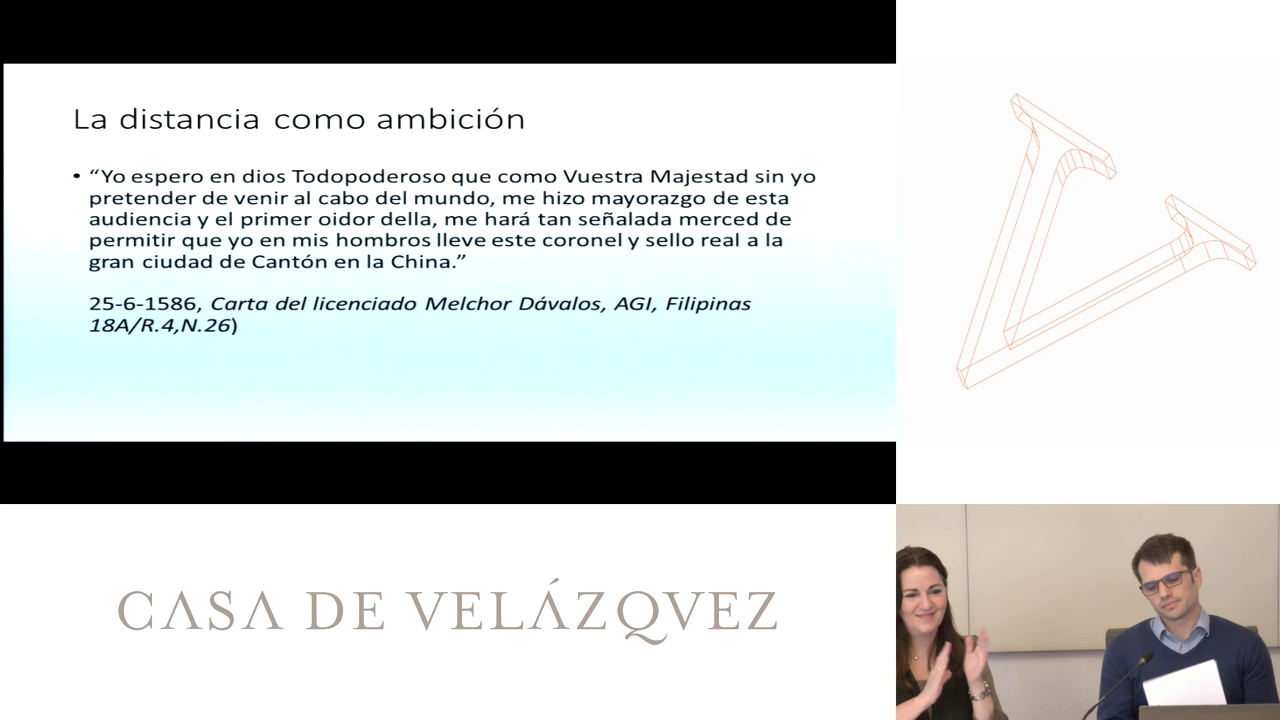 La distancia como ambición
• “Yo espero en dios Todopoderoso que como Vuestra Majestad sin yo
pretender de venir al cabo del mundo, me hizo mayorazgo de esta
audiencia y el primer oidor della, me hará tan señalada merced de
permitir que yo en mis hombros lleve este coronel y sello real a la
gran ciudad de Cantón en la China.”
25-6-1586, Carta del licenciado Melchor Dávalos, AGI, Filipinas
18A/R.4,N.26)
CASA DE VELÁZQVEZ